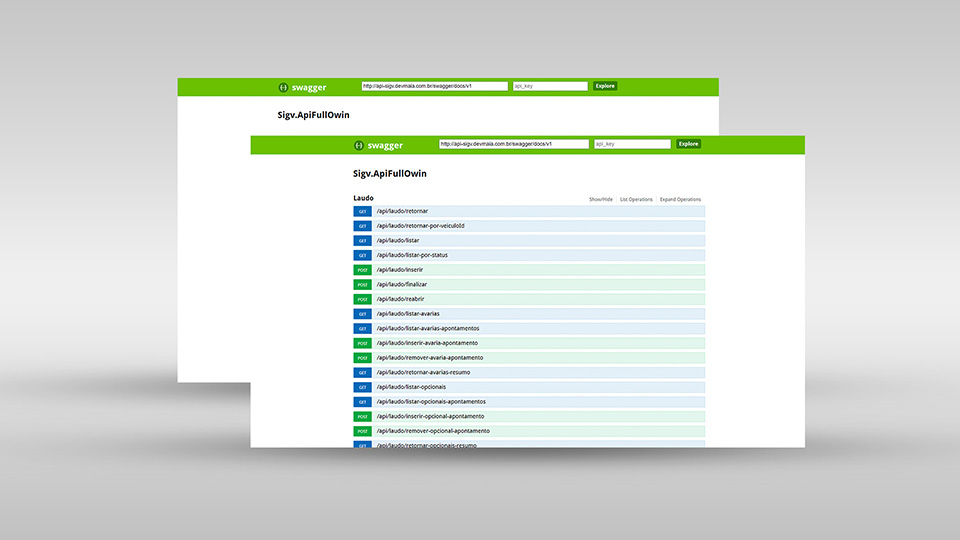 swagger http://api-sigv.devmaia.com.br/swagger/docs/v1 api_key Explore
Sigv.ApiFullOwin
swagger http://api-sigv.devmaia.com.br/swagger/docs/v1 api_key Explore
Sigv.ApiFullOwin
Laudo Show/Hide List Operations Expand Operations
GET /api/laudo/retornar
GET /api/laudo/retornar-por-veiculoId
GET /api/laudo/listar
GET /api/laudo/listar-por-status
POST /api/laudo/inserir
POST /api/laudo/finalizar
POST /api/laudo/reabrir
GET /api/laudo/listar-avarias
GET /api/laudo/listar-avarias-apontamentos
POST /api/laudo/inserir-avaria-apontamento
POST /api/laudo/remover-avaria-apontamento
GET /api/laudo/retornar-avarias-resumo
GET /api/laudo/listar-opcionais
GET /api/laudo/listar-opcionais-apontamentos
POST /api/laudo/inserir-opcional-apontamento
POST /api/laudo/remover-opcional-apontamento
GET /api/laudo/retornar-opcionais-resumo